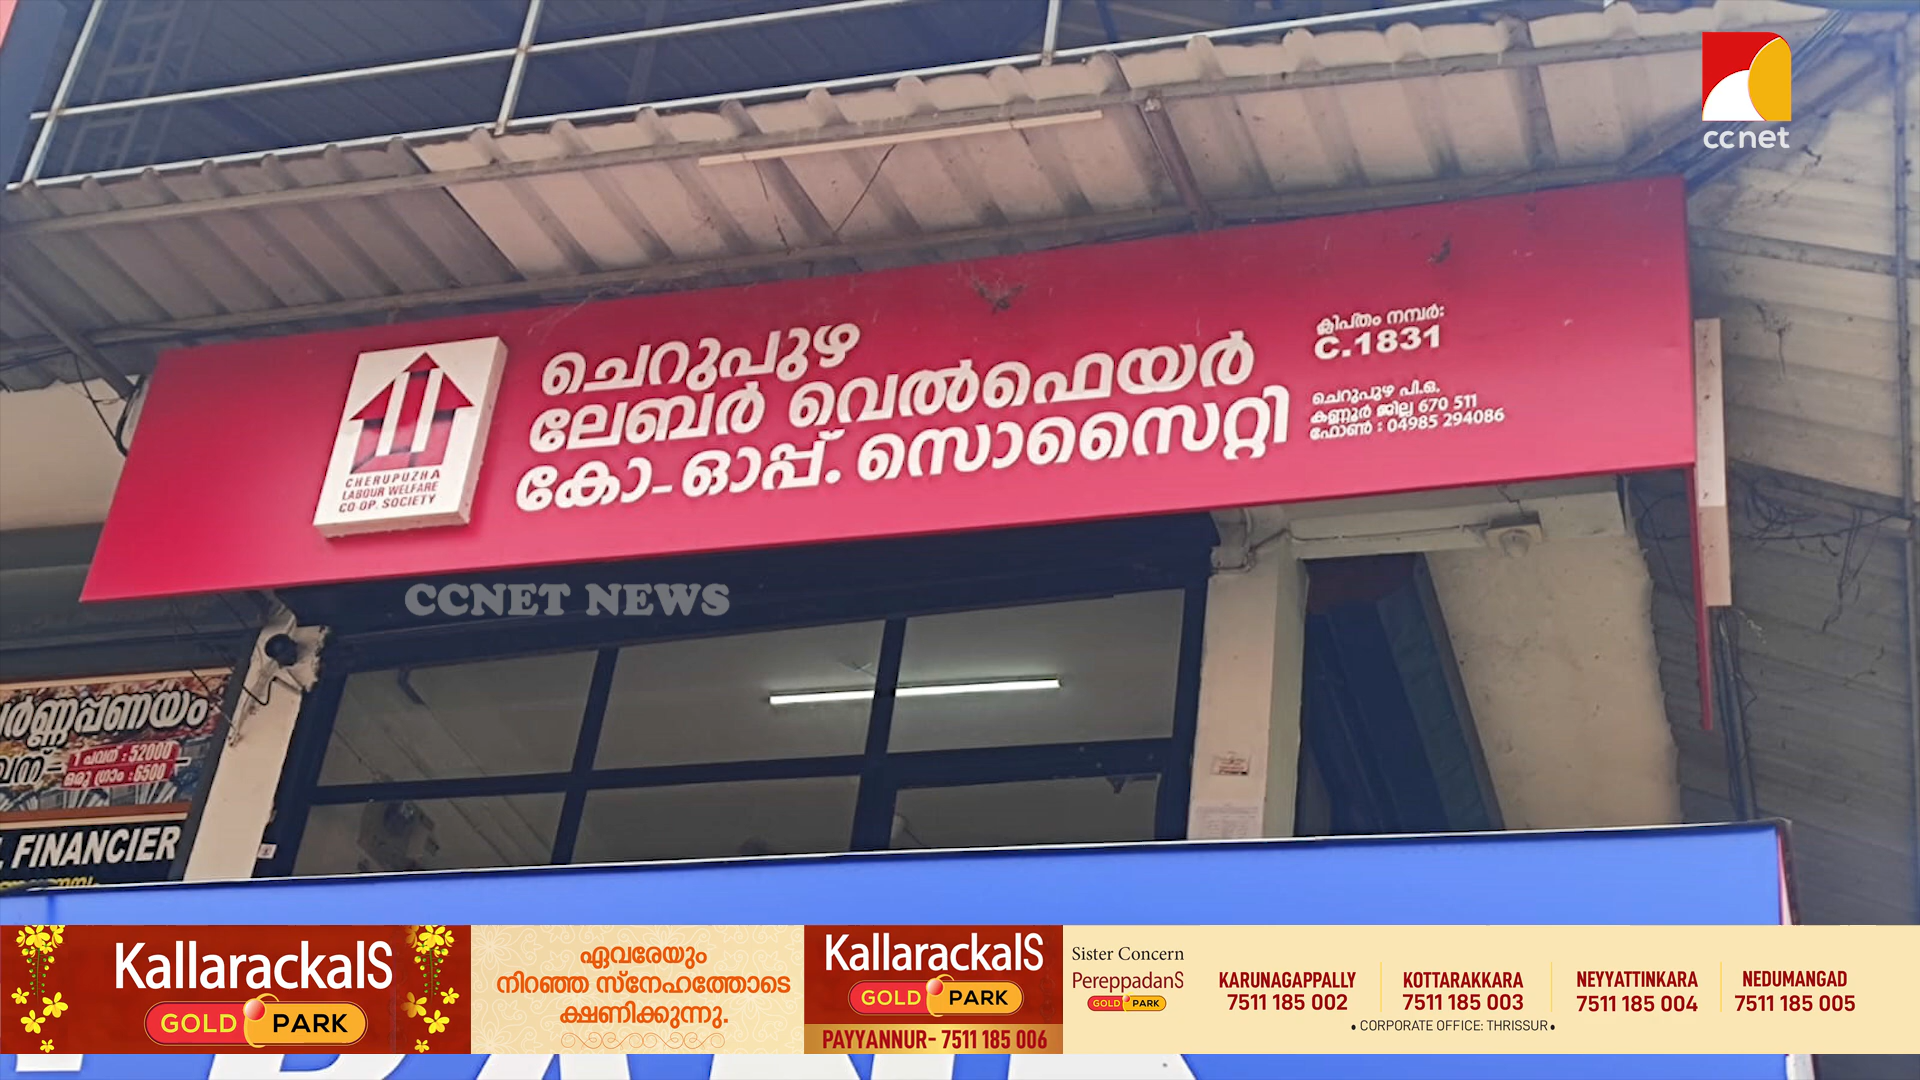 ccnet
ചെറുപുഴ
ലേബർ വെൽഫെയർ
കോ-ഓപ്പ്. സൊസൈറ്റി
ക്ലിപ്തം നമ്പർ:
C.1831
ചെറുപുഴ പി.ഒ.
കണ്ണൂർ ജില്ല 670 511
ഫോൺ : 04985 294086
CHERUPUZHA
LABOUR WELFARE
CO-OP. SOCIETY
CCNET NEWS
1 പവന് : 52000
ഒരു ഗ്രാം : 6500
FINANCIER
KallarackalS
GOLD PARK
ഏവരേയും
നിറഞ്ഞ സ്നേഹത്തോടെ
ക്ഷണിക്കുന്നു.
KallarackalS
GOLD PARK
PAYYANNUR- 7511 185 006
Sister Concern
PereppadanS
GOLD PARK
KARUNAGAPPALLY
7511 185 002
KOTTARAKKARA
7511 185 003
NEYYATTINKARA
7511 185 004
NEDUMANGAD
7511 185 005
• CORPORATE OFFICE: THRISSUR •